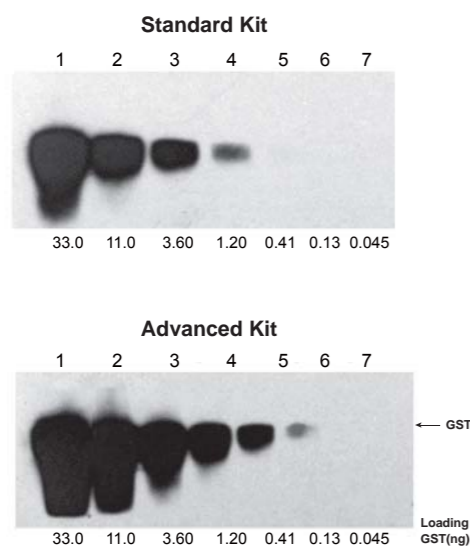 Standard Kit
1 2 3 4 5 6 7
33.0 11.0 3.60 1.20 0.41 0.13 0.045
Advanced Kit
1 2 3 4 5 6 7
GST
Loading
33.0 11.0 3.60 1.20 0.41 0.13 0.045 GST(ng)